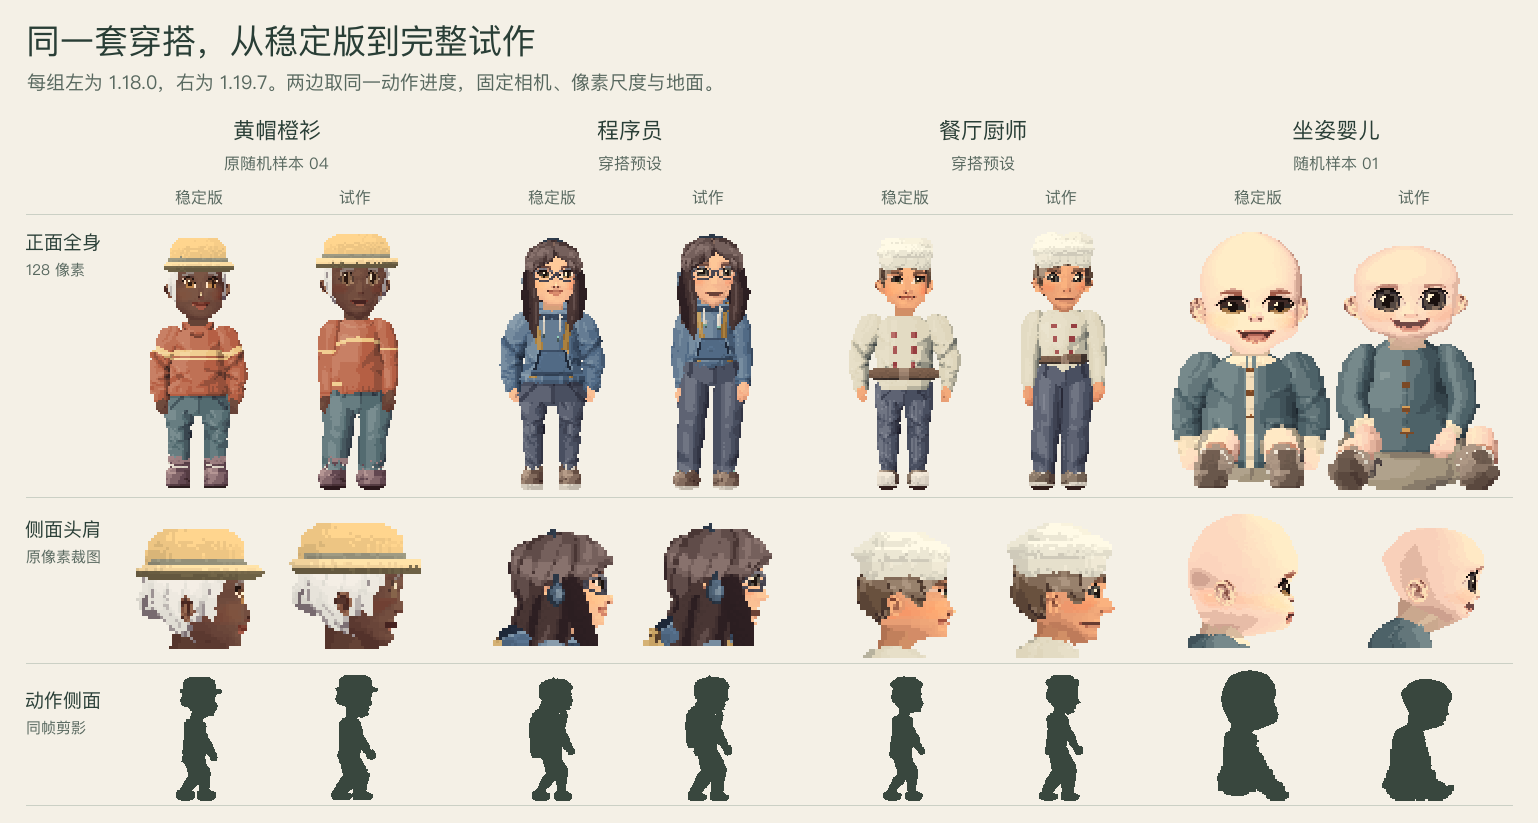 同一套穿搭，从稳定版到完整试作
每组左为 1.18.0，右为 1.19.7。两边取同一动作进度，固定相机、像素尺度与地面。
黄帽橙衫
程序员
餐厅厨师
坐姿婴儿
原随机样本 04
穿搭预设
穿搭预设
随机样本 01
稳定版
试作
稳定版
试作
稳定版
试作
稳定版
试作
正面全身
128 像素
侧面头肩
原像素裁图
动作侧面
同帧剪影